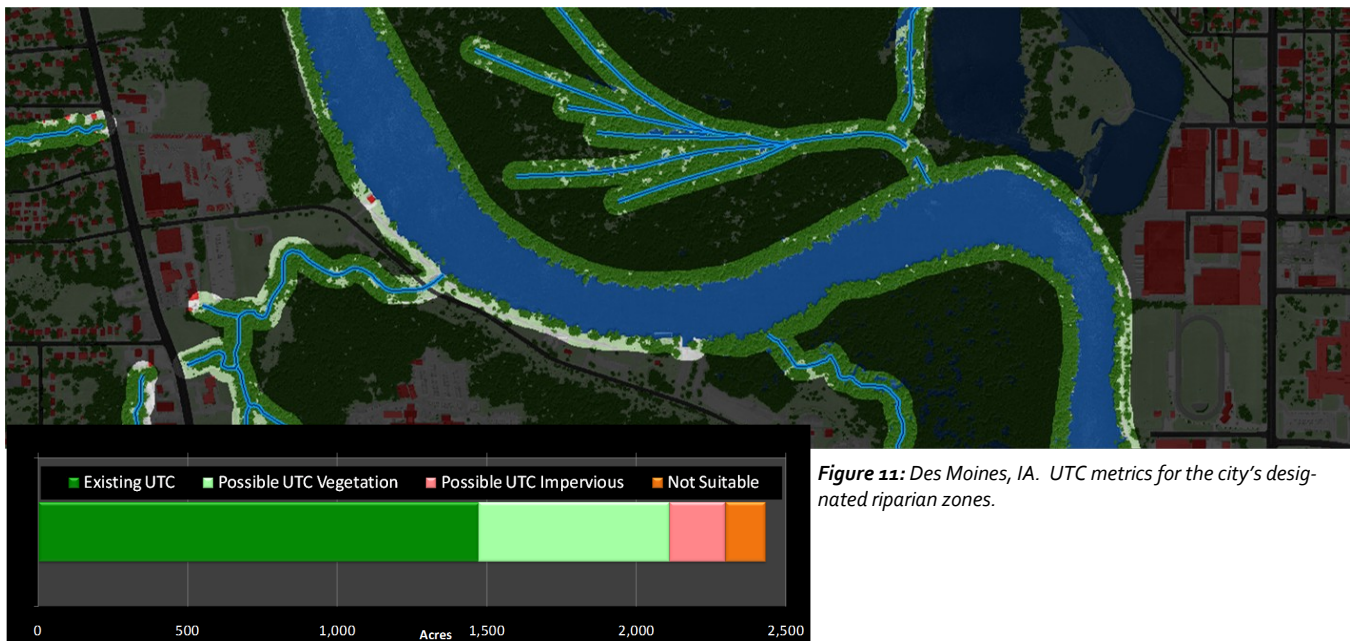 Existing UTC Possible UTC Vegetation Possible UTC Impervious Not Suitable
0 500 1,000 Acres 1,500 2,000 2,500
Figure 11: Des Moines, IA. UTC metrics for the city's desig-
nated riparian zones.